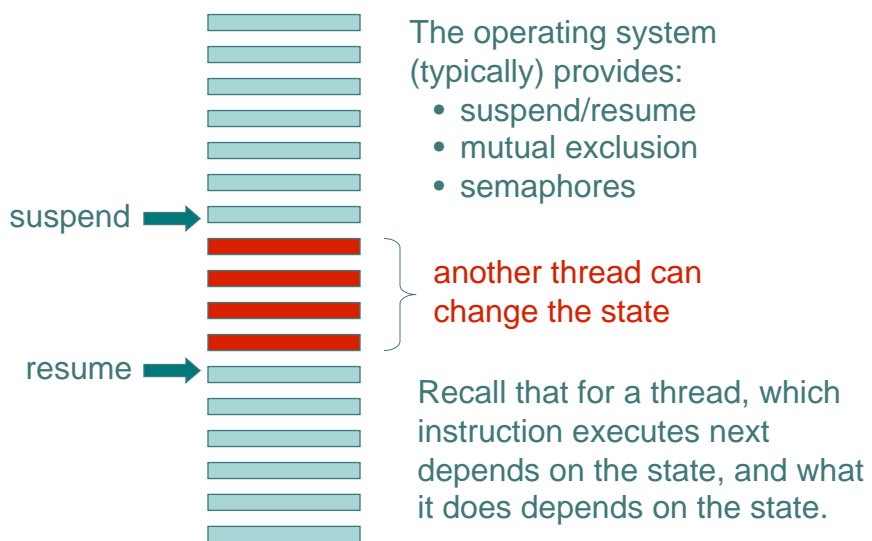 The operating system
(typically) provides:
• suspend/resume
• mutual exclusion
• semaphores
suspend
another thread can
change the state
resume
Recall that for a thread, which
instruction executes next
depends on the state, and what
it does depends on the state.